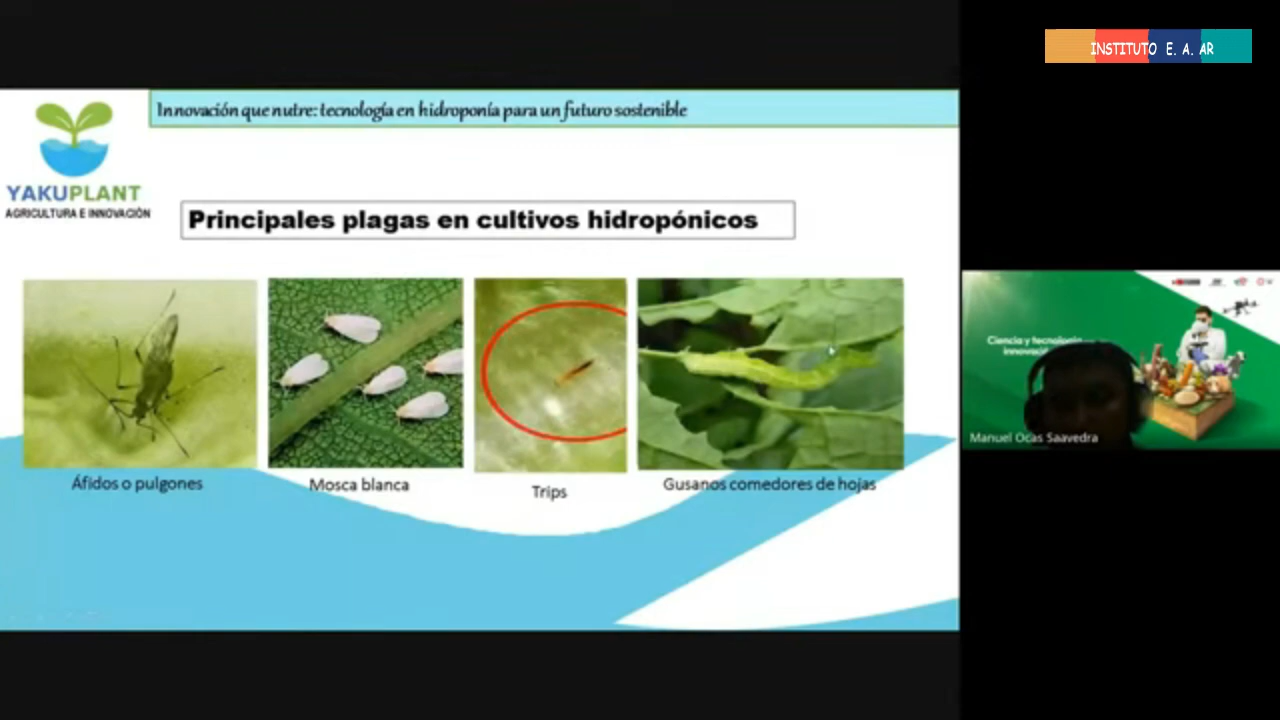 INSTITUTO E. A. AR
Innovación que nutre: tecnología en hidroponía para un futuro sostenible
YAKUPLANT
AGRICULTURA E INNOVACIÓN
Principales plagas en cultivos hidropónicos
Áfidos o pulgones
Mosca blanca
Trips
Gusanos comedores de hojas
Ciencia y tecnología
Manuel Ocas Saavedra